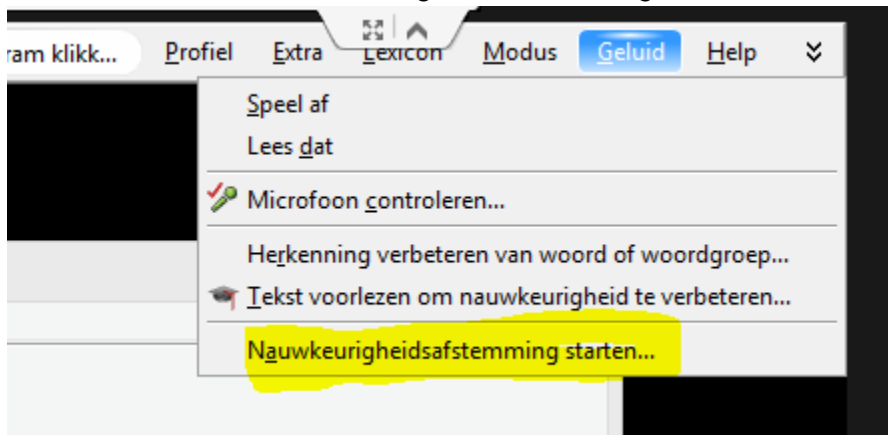 ram klikk... Profiel Extra Lexicon Modus Geluid Help
Speel af
Lees dat
Microfoon controleren...
Herkenning verbeteren van woord of woordgroep...
Tekst voorlezen om nauwkeurigheid te verbeteren...
Nauwkeurigheidsafstemming starten...